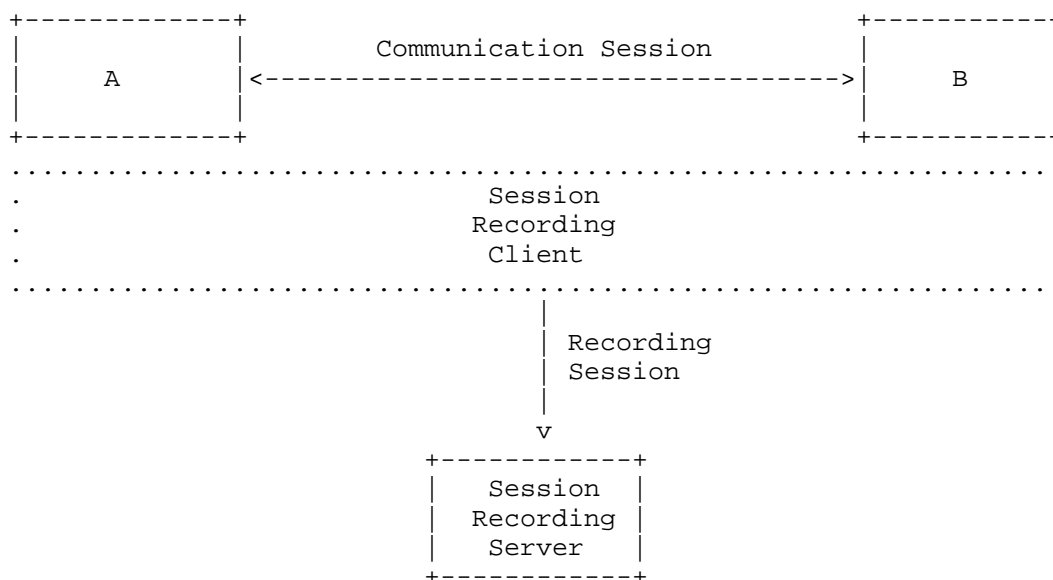 Communication Session
A
B
Session
Recording
Client
Recording
Session
Session
Recording
Server